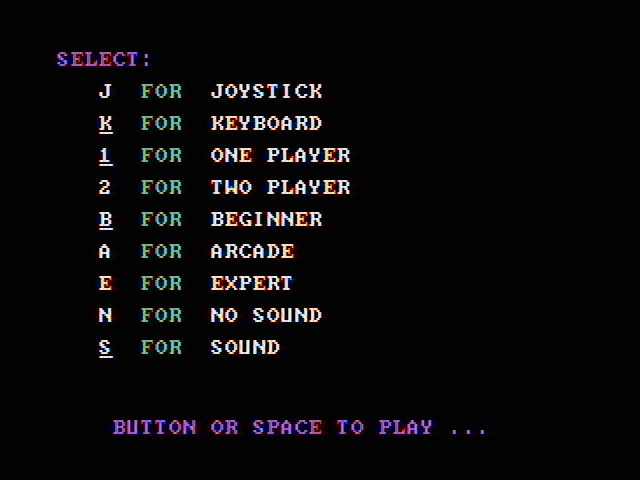 SELECT:
J FOR JOYSTICK
K FOR KEYBOARD
1 FOR ONE PLAYER
2 FOR TWO PLAYER
B FOR BEGINNER
A FOR ARCADE
E FOR EXPERT
N FOR NO SOUND
S FOR SOUND
BUTTON OR SPACE TO PLAY ...